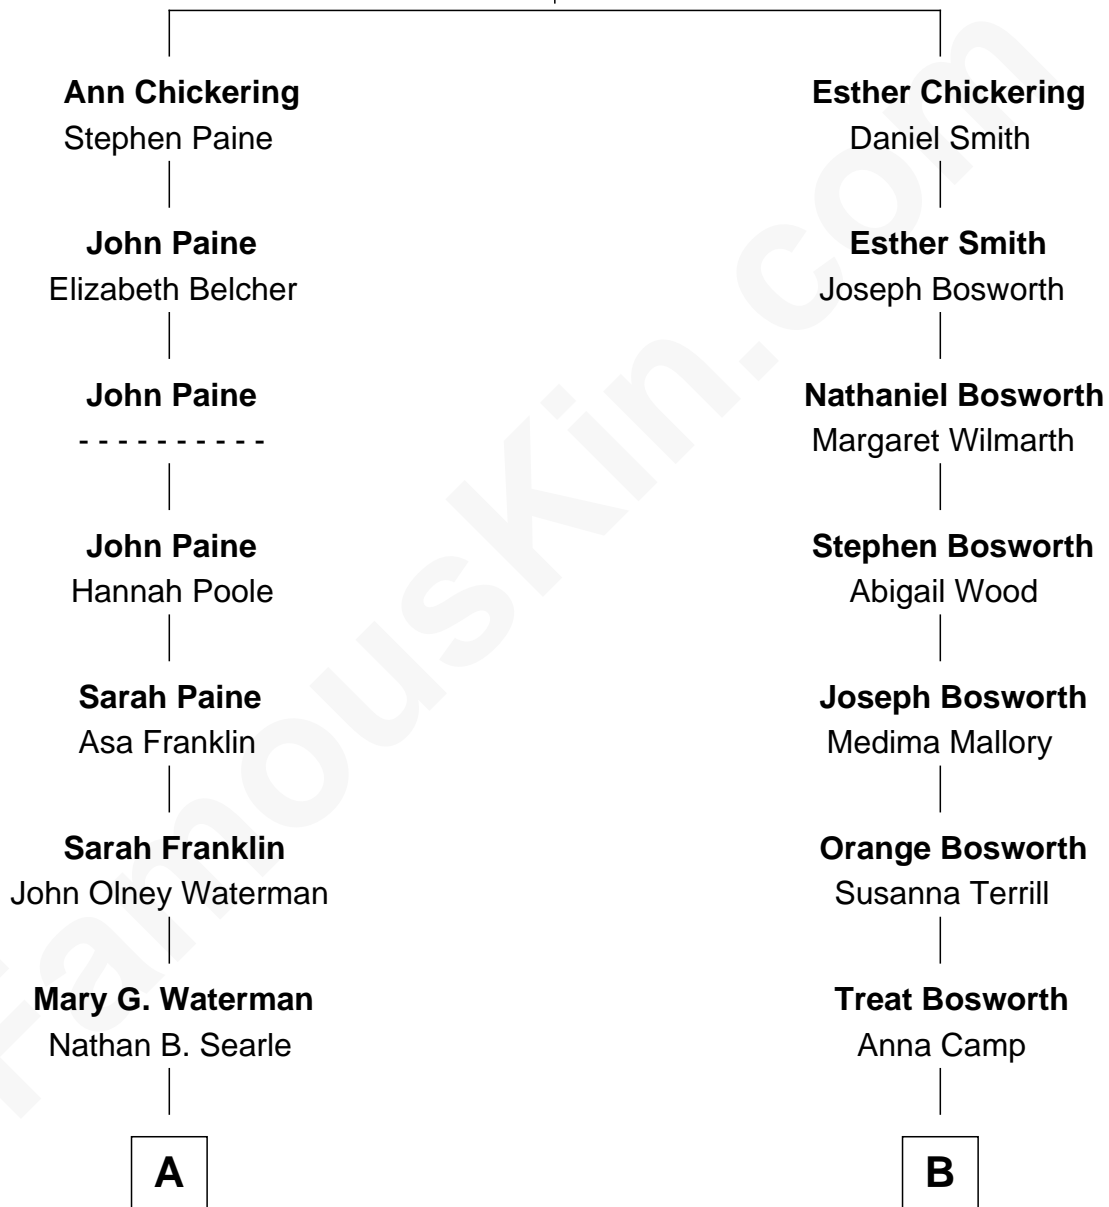 Ann Chickering
Stephen Paine
John Paine
Elizabeth Belcher
John Paine
- - - - - - - - - -
John Paine
Hannah Poole
Sarah Paine
Asa Franklin
Sarah Franklin
John Olney Waterman
Mary G. Waterman
Nathan B. Searle
A
Esther Chickering
Daniel Smith
Esther Smith
Joseph Bosworth
Nathaniel Bosworth
Margaret Wilmarth
Stephen Bosworth
Abigail Wood
Joseph Bosworth
Medima Mallory
Orange Bosworth
Susanna Terrill
Treat Bosworth
Anna Camp
B
FamousKin.com